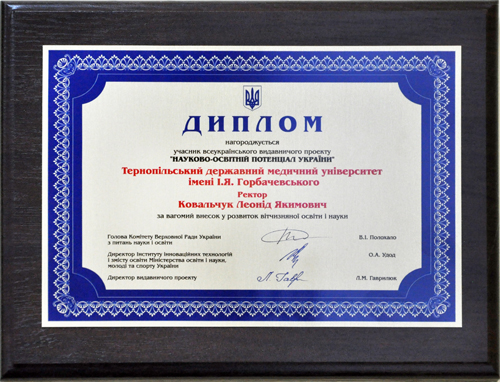 ДИПЛОМ
нагороджується
учасник всеукраїнського видавничого проекту
"НАУКОВО-ОСВІТНІЙ ПОТЕНЦІАЛ УКРАЇНИ"
Тернопільський державний медичний університет
імені І.Я. Горбачевського
Ректор
Ковальчук Леонід Якимович
за вагомий внесок у розвиток вітчизняної освіти і науки
Голова Комітету Верховної Ради України
з питань науки і освіти
В.І. Полохало
Директор Інституту інноваційних технологій
і змісту освіти Міністерства освіти і науки,
молоді та спорту України
О.А. Удод
Директор видавничого проекту
Л.М. Гаврилюк